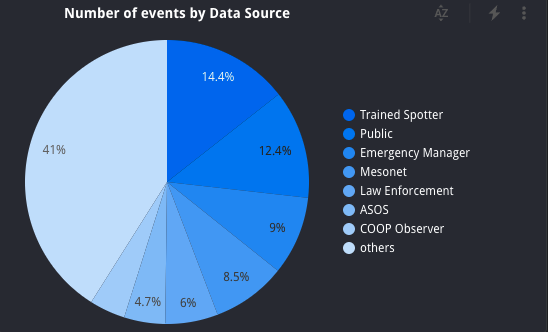 Number of events by Data Source
AZ
14.4%
12.4%
41%
9%
8.5%
4.7%
6%
Trained Spotter
Public
Emergency Manager
Mesonet
Law Enforcement
ASOS
COOP Observer
others